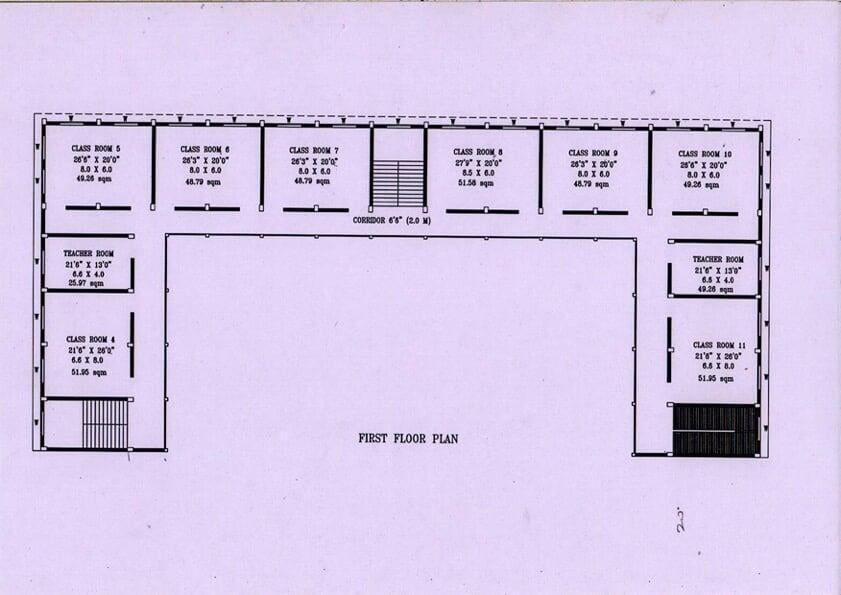 CLASS ROOM 5
26'6" X 20'0"
8.0 X 6.0
49.26 sqm
CLASS ROOM 6
26'3" X 20'0"
8.0 X 6.0
48.79 sqm
CLASS ROOM 7
26'3" X 20'0"
8.0 X 6.0
48.79 sqm
CLASS ROOM 8
27'9" X 20'0"
8.5 X 6.0
51.58 sqm
CLASS ROOM 9
26'3" X 20'0"
8.0 X 6.0
48.79 sqm
CLASS ROOM 10
26'6" X 20'0"
8.0 X 6.0
49.26 sqm
CORRIDOR 6'6" (2.0 M)
TEACHER ROOM
21'6" X 13'0"
6.6 X 4.0
25.97 sqm
TEACHER ROOM
21'6" X 13'0"
6.6 X 4.0
49.26 sqm
CLASS ROOM 4
21'6" X 26'0"
6.6 X 8.0
51.95 sqm
CLASS ROOM 11
21'6" X 26'0"
6.6 X 8.0
51.95 sqm
FIRST FLOOR PLAN